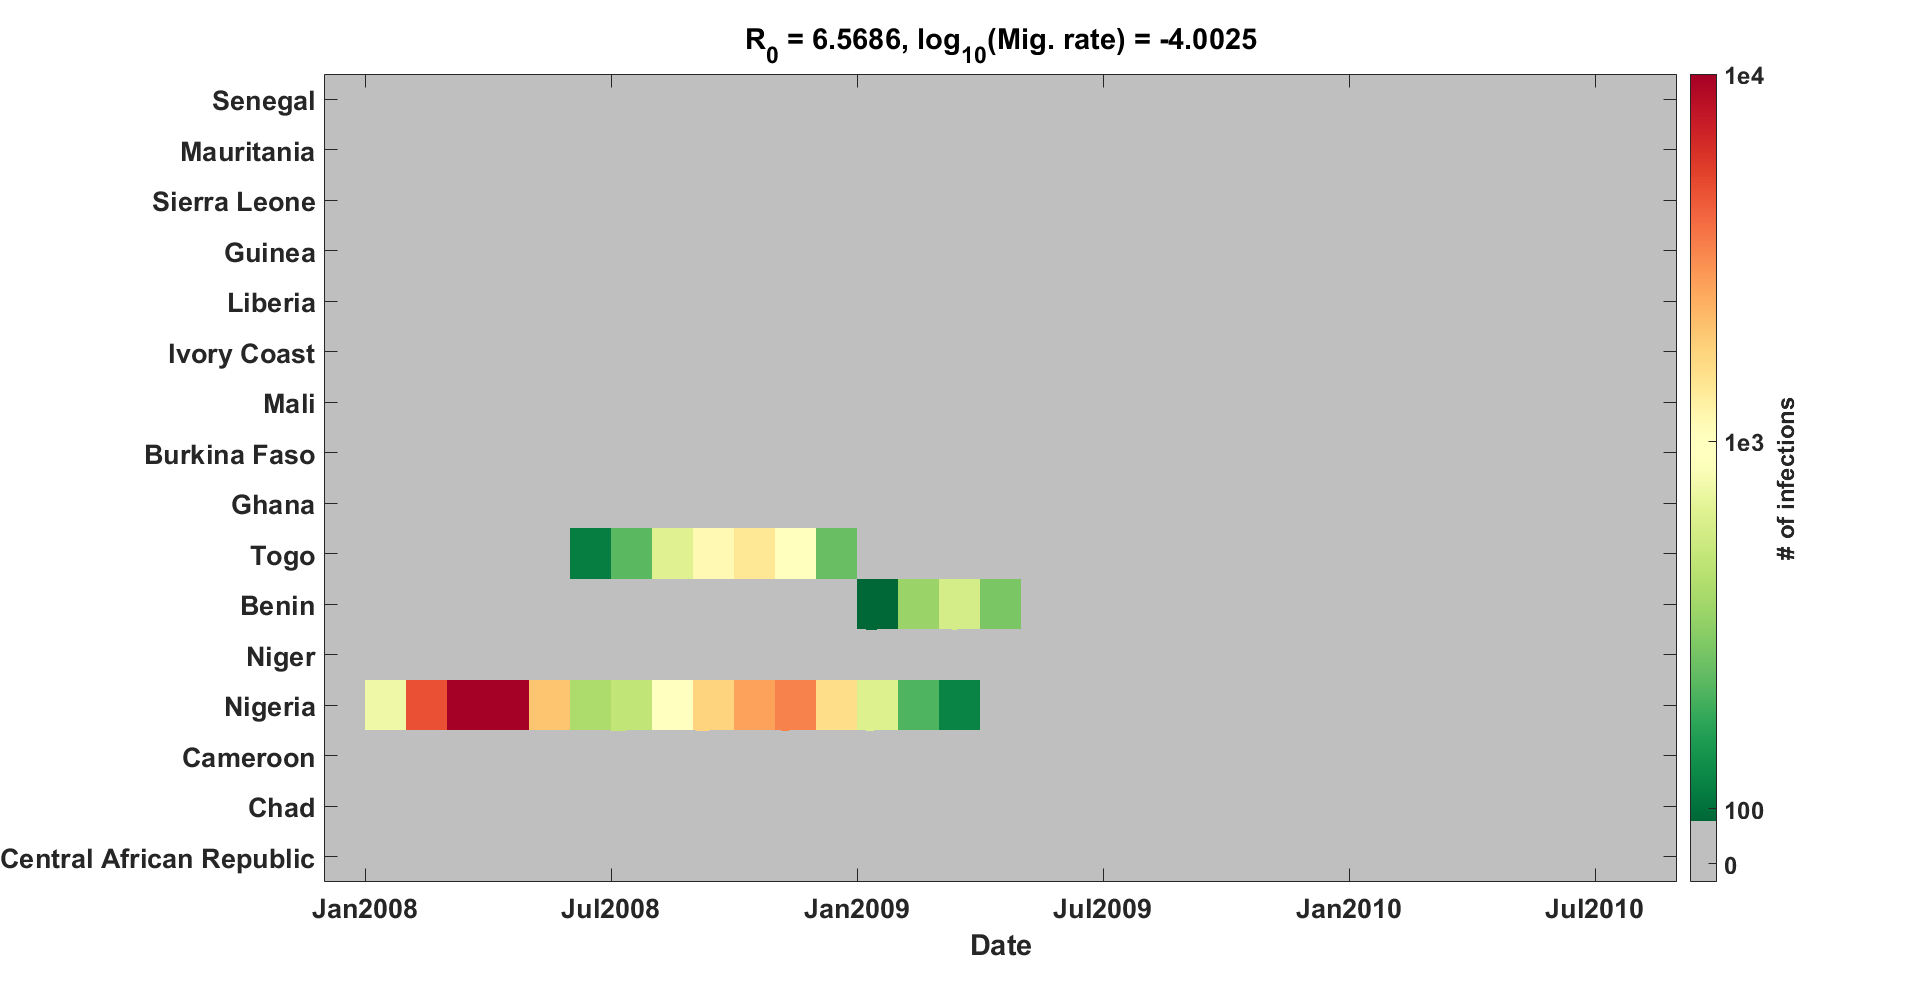 R0 = 6.5686, log10(Mig. rate) = -4.0025
Senegal
Mauritania
Sierra Leone
Guinea
Liberia
Ivory Coast
Mali
Burkina Faso
Ghana
Togo
Benin
Niger
Nigeria
Cameroon
Chad
Central African Republic
Jan2008 Jul2008 Jan2009 Jul2009 Jan2010 Jul2010
Date
1e4
1e3
100
0
# of infections